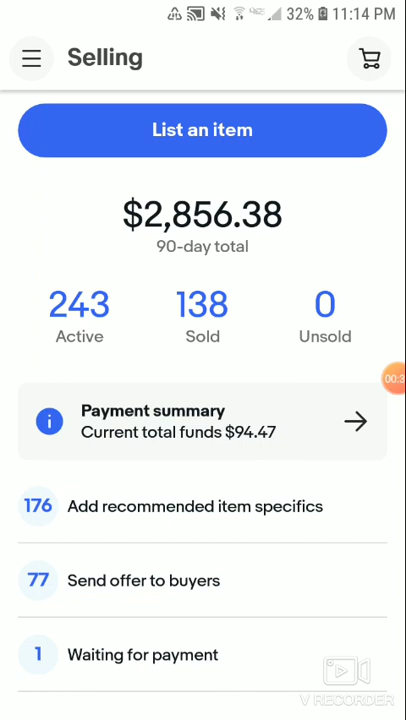 32% 11:14 PM
Selling
List an item
$2,856.38
90-day total
243 138 0
Active Sold Unsold
00:3
Payment summary
Current total funds $94.47
176 Add recommended item specifics
77 Send offer to buyers
1 Waiting for payment
V RECORDER